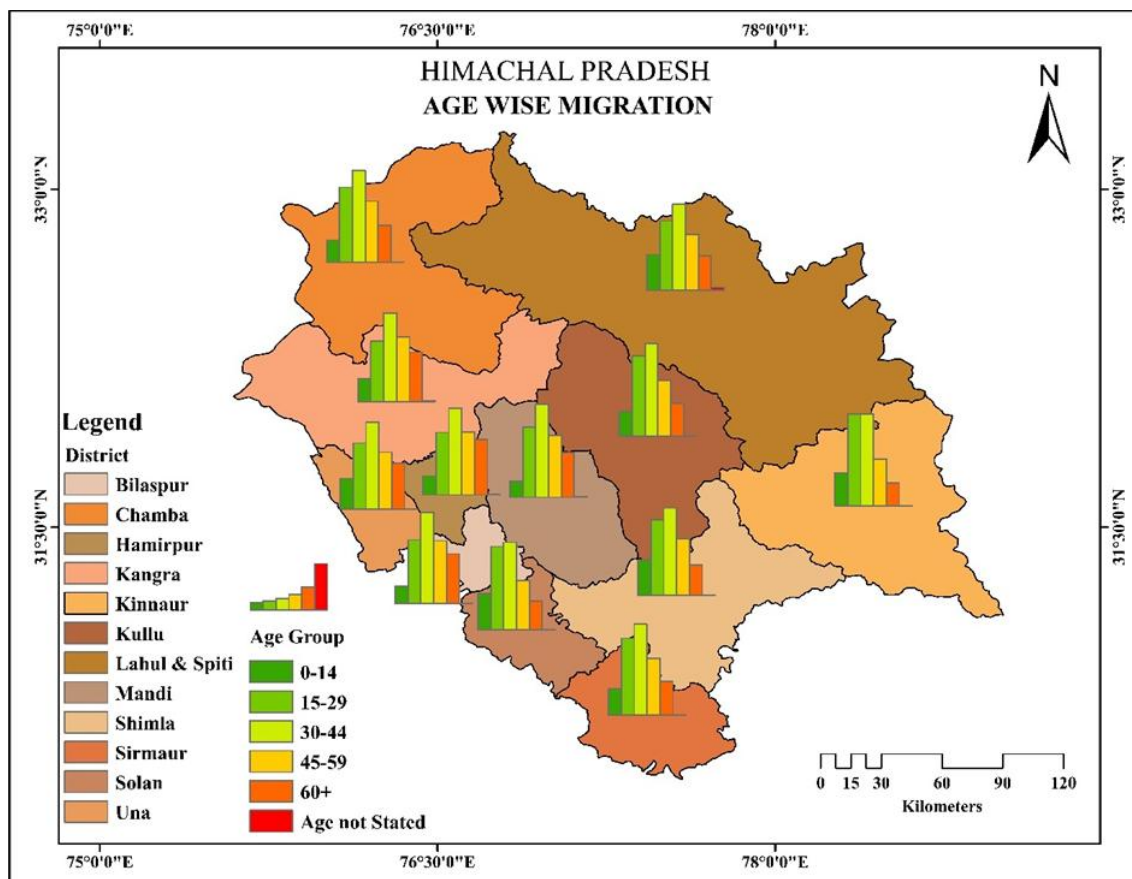 75°0'0"E 76°30'0"E 78°0'0"E
HIMACHAL PRADESH
AGE WISE MIGRATION
N
33°0'0"N 33°0'0"N
31°30'0"N 31°30'0"N
Legend
District
Bilaspur
Chamba
Hamirpur
Kangra
Kinnaur
Kullu
Lahul & Spiti
Mandi
Shimla
Sirmaur
Solan
Una
Age Group
0-14
15-29
30-44
45-59
60+
Age not Stated
0 15 30 60 90 120
Kilometers
75°0'0"E 76°30'0"E 78°0'0"E